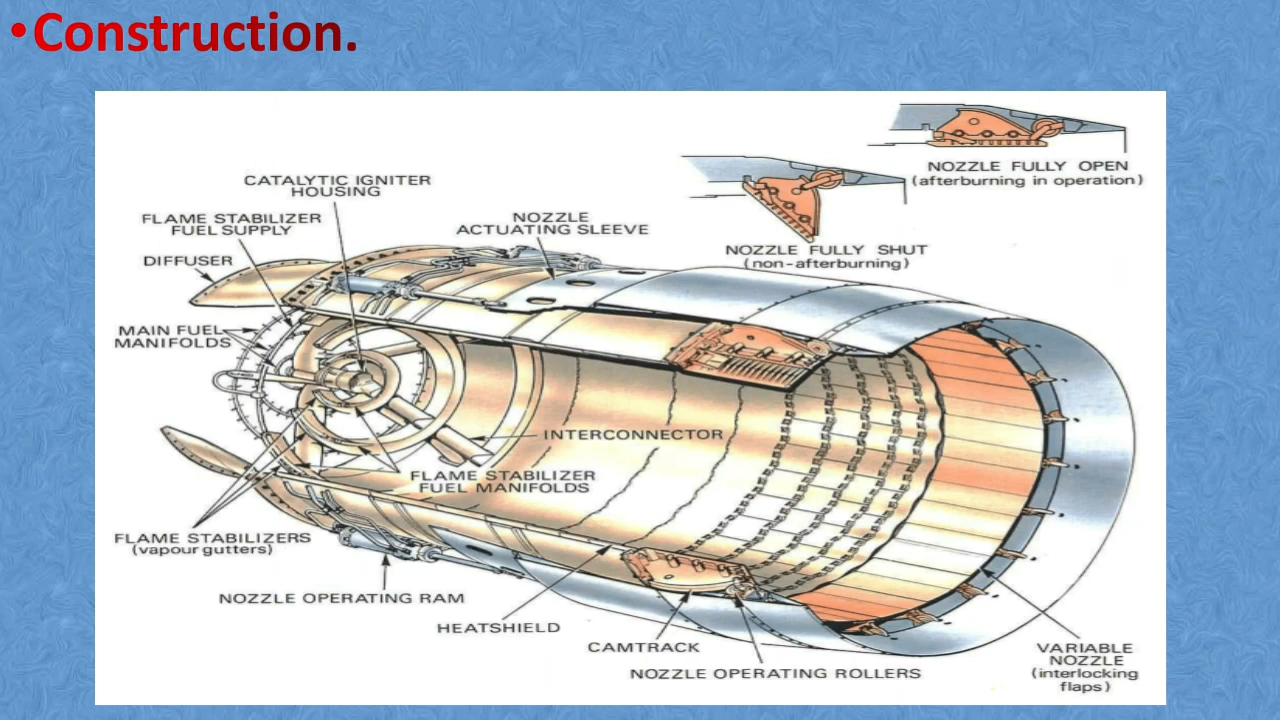 •Construction.
NOZZLE FULLY OPEN
(afterburning in operation)
CATALYTIC IGNITER
HOUSING
FLAME STABILIZER
FUEL SUPPLY
NOZZLE
ACTUATING SLEEVE
NOZZLE FULLY SHUT
(non-afterburning)
DIFFUSER
MAIN FUEL
MANIFOLDS
INTERCONNECTOR
FLAME STABILIZER
FUEL MANIFOLDS
FLAME STABILIZERS
(vapour gutters)
NOZZLE OPERATING RAM
HEATSHIELD
CAMTRACK
NOZZLE OPERATING ROLLERS
VARIABLE
NOZZLE
(interlocking
flaps)